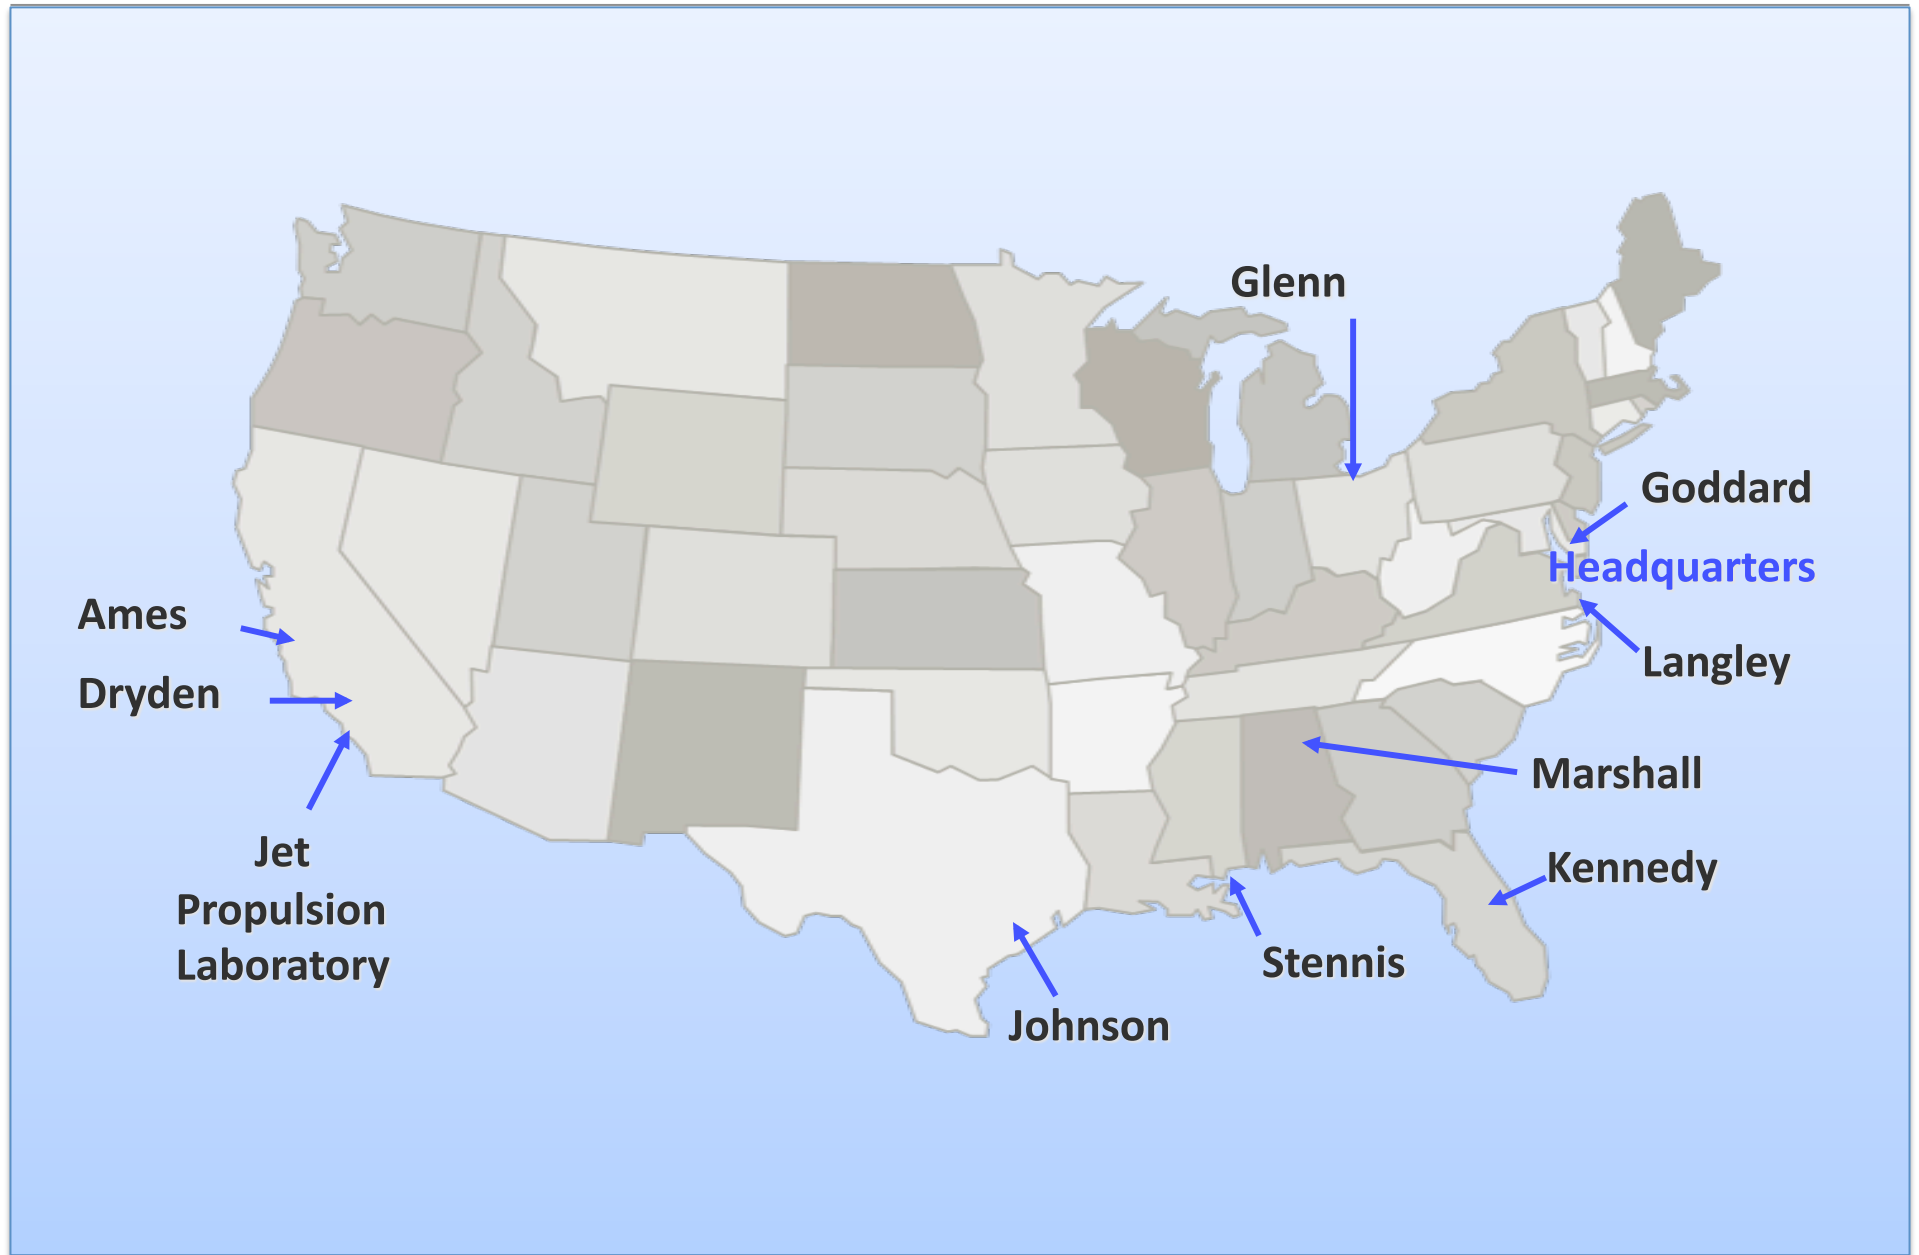 Glenn
Goddard
Headquarters
Ames
Langley
Dryden
Marshall
Jet
Propulsion
Laboratory
Kennedy
Stennis
Johnson